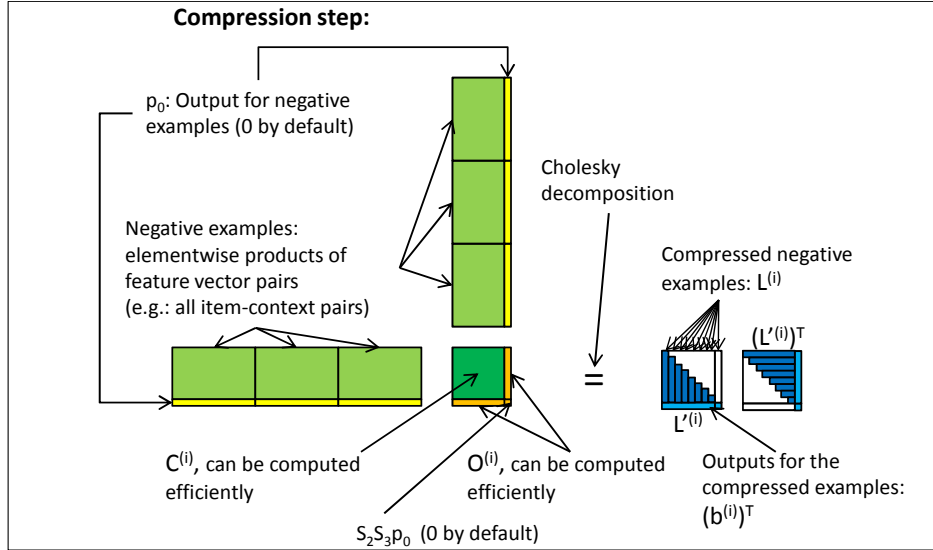 Compression step:
p₀: Output for negative
examples (0 by default)
Cholesky
decomposition
Negative examples:
elementwise products of
feature vector pairs
(e.g.: all item-context pairs)
Compressed negative
examples: L⁽ⁱ⁾
(L'⁽ⁱ⁾)ᵀ
=
L'⁽ⁱ⁾
C⁽ⁱ⁾, can be computed
efficiently
O⁽ⁱ⁾, can be computed
efficiently
Outputs for the
compressed examples:
(b⁽ⁱ⁾)ᵀ
S₂S₃p₀ (0 by default)